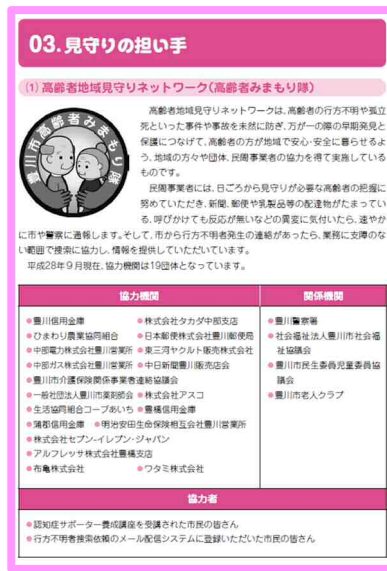 03.見守りの担い手
(1) 高齢者地域見守りネットワーク(高齢者みまもり隊)
豊川市高齢者みまもり隊
高齢者地域見守りネットワークは、高齢者の行方不明や孤立
死といった事件や事故を未然に防ぎ、万が一の際の早期発見と
保護につなげて、高齢者の方が地域で安心・安全に暮らせるよ
う、地域の方々や団体、民間事業者の協力を得て実施している
ものです。
民間事業者には、日ごろから見守りが必要な高齢者の把握に
努めていただき、新聞、郵便や乳製品等の配達物がたまってい
る、呼びかけても反応が無いなどの異変に気付いたら、速やか
に市や警察に通報します。そして、市から行方不明者発生の連絡があったら、業務に支障のな
い範囲で捜索に協力し、情報を提供していただいています。
平成28年9月現在、協力機関は19団体となっています。
協力機関
●豊川信用金庫 ●株式会社タカダ中部支店
●ひまわり農業協同組合 ●日本郵便株式会社豊川郵便局
●中部電力株式会社豊川営業所 ●東三河ヤクルト販売株式会社
●中部ガス株式会社豊川営業所 ●中日新聞豊川販売店会
●豊川市介護保険関係事業者連絡協議会
●一般社団法人豊川市薬剤師会 ●株式会社アスコ
●生活協同組合コープあいち ●豊橋信用金庫
●蒲郡信用金庫 ●明治安田生命保険相互会社豊川営業所
●株式会社セブン-イレブン・ジャパン
●アルフレッサ株式会社豊橋支店
●布亀株式会社 ●ワタミ株式会社
関係機関
●豊川警察署
●社会福祉法人豊川市社会福
祉協議会
●豊川市民生委員児童委員協
議会
●豊川市老人クラブ
協力者
●認知症サポーター養成講座を受講された市民の皆さん
●行方不明者捜索依頼のメール配信システムに登録いただいた市民の皆さん